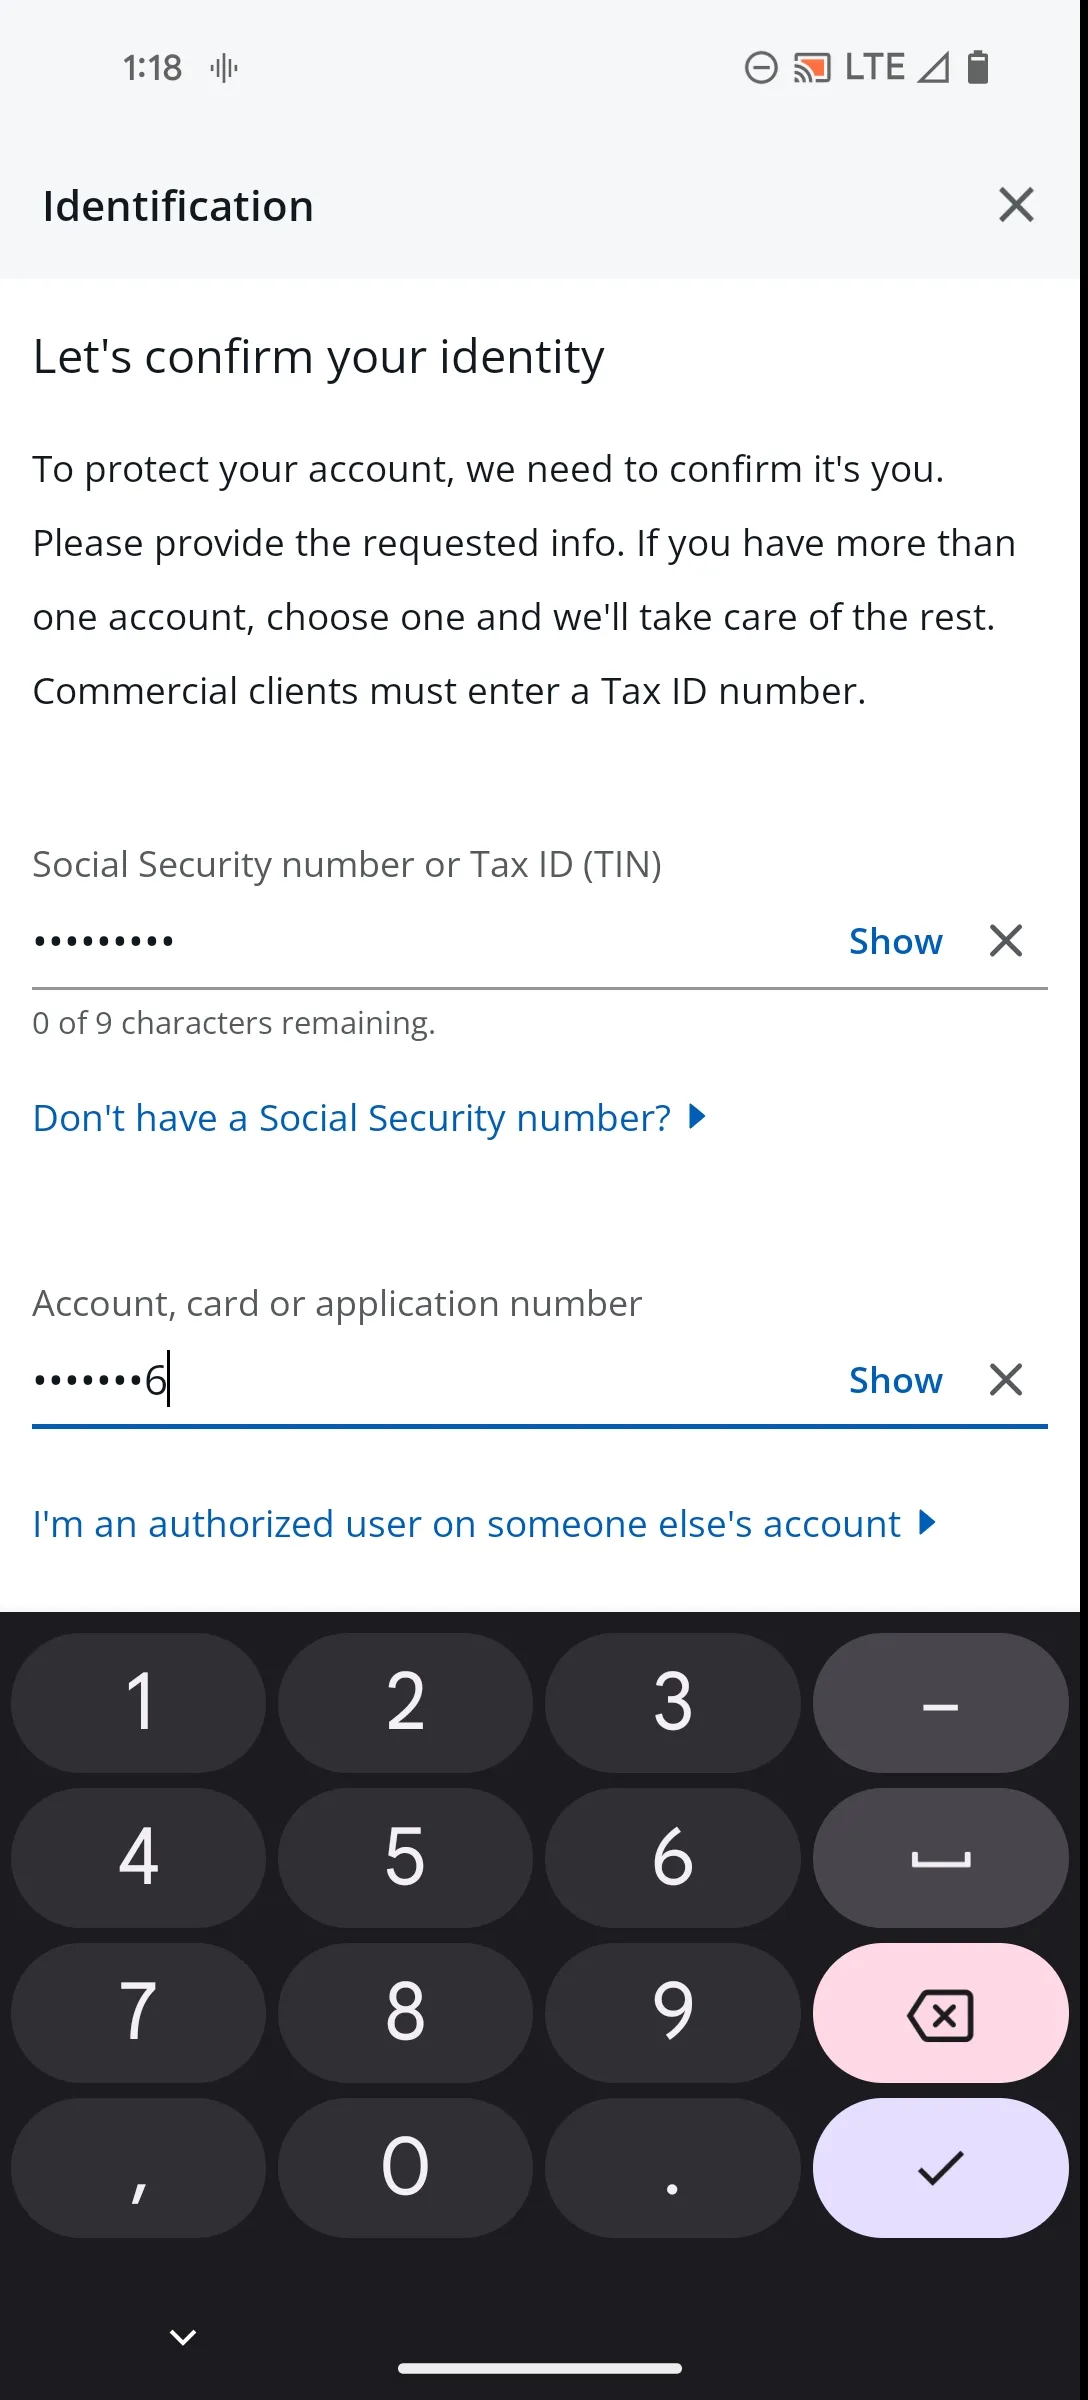 1:18 LTE
Identification
Let's confirm your identity
To protect your account, we need to confirm it's you.
Please provide the requested info. If you have more than
one account, choose one and we'll take care of the rest.
Commercial clients must enter a Tax ID number.
Social Security number or Tax ID (TIN)
••••••••• Show
0 of 9 characters remaining.
Don't have a Social Security number?
Account, card or application number
•••••••6 Show
I'm an authorized user on someone else's account
1 2 3 –
4 5 6
7 8 9
, 0 .